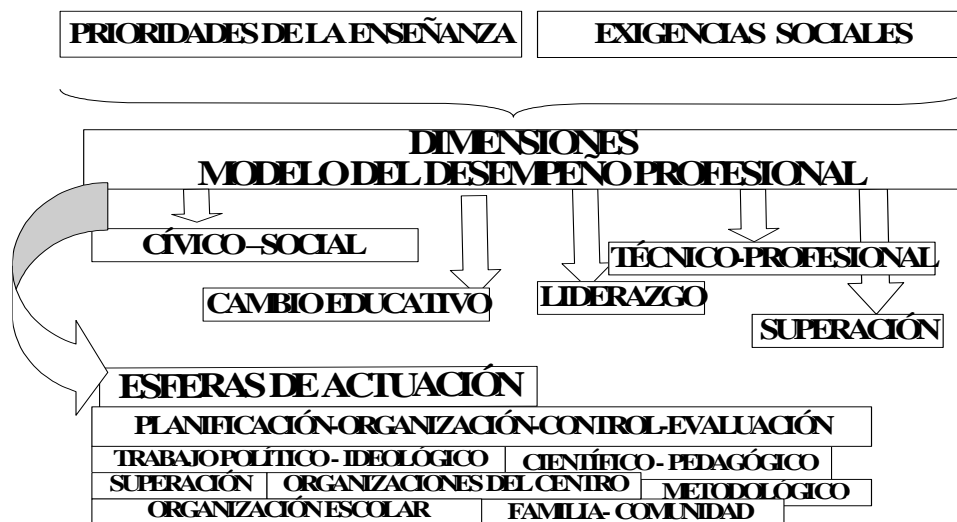 PRIORIDADES DE LA ENSEÑANZA
EXIGENCIAS SOCIALES
DIMENSIONES
MODELO DEL DESEMPEÑO PROFESIONAL
CÍVICO–SOCIAL
TÉCNICO-PROFESIONAL
CAMBIO EDUCATIVO
LIDERAZGO
SUPERACIÓN
ESFERAS DE ACTUACIÓN
PLANIFICACIÓN-ORGANIZACIÓN-CONTROL-EVALUACIÓN
TRABAJO POLÍTICO - IDEOLÓGICO
CIENTÍFICO - PEDAGÓGICO
SUPERACIÓN
ORGANIZACIONES DEL CENTRO
METODOLÓGICO
ORGANIZACIÓN ESCOLAR
FAMILIA- COMUNIDAD